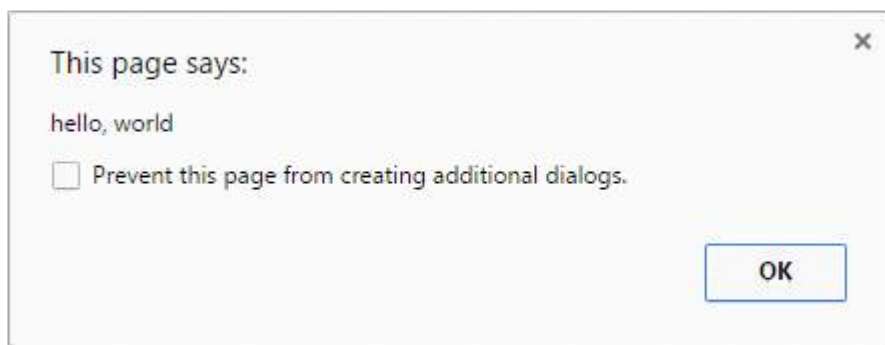 This page says:
hello, world
Prevent this page from creating additional dialogs.
OK